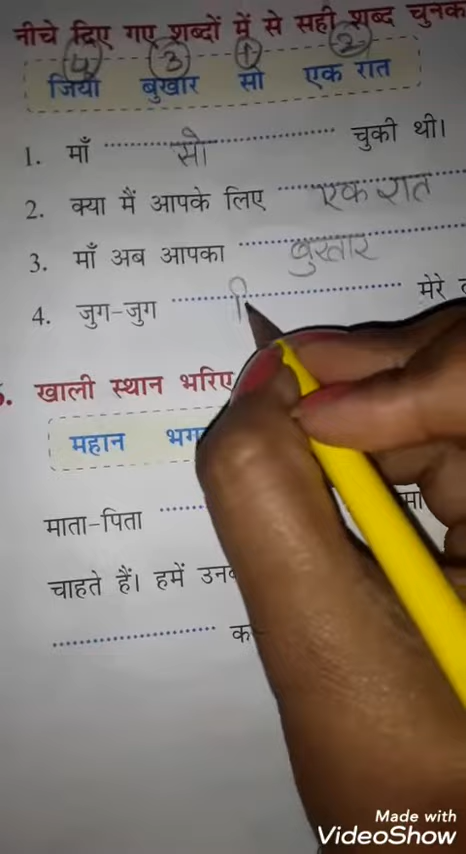 नीचे दिए गए शब्दों में से सही शब्द चुनक
4 3 1 2
जियो बुखार सो एक रात
1. माँ सो चुकी थी।
2. क्या मैं आपके लिए एक रात
3. माँ अब आपका बुखार
4. जुग-जुग मेरे
खाली स्थान भरिए
महान
माता-पिता
चाहते हैं। हमें
Made with
VideoShow